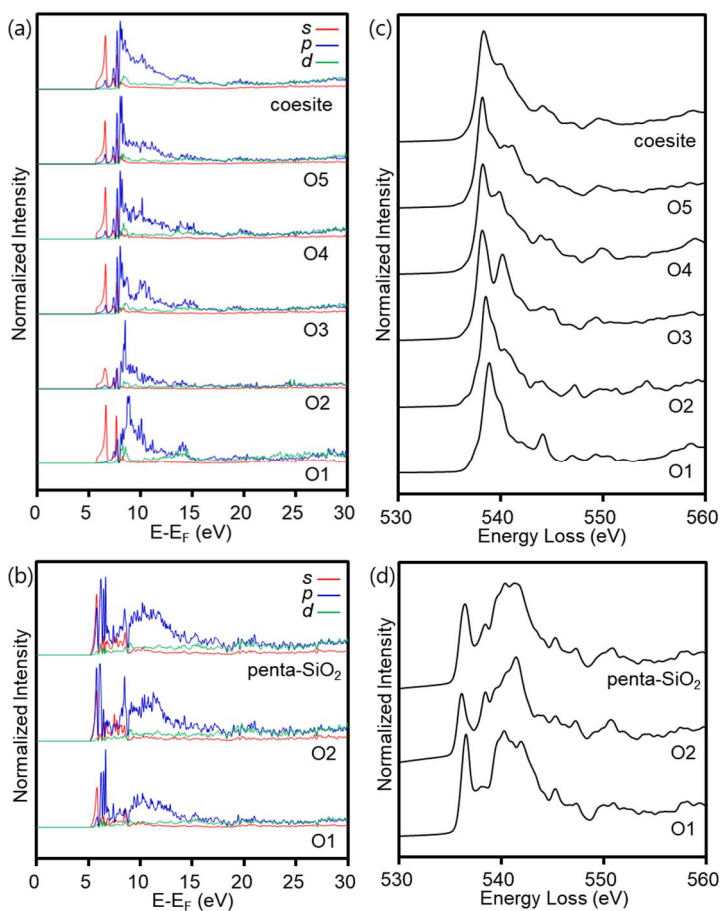 (a)
s
p
d
coesite
O5
O4
O3
O2
O1
Normalized Intensity
0 5 10 15 20 25 30
E-E_F (eV)
(c)
coesite
O5
O4
O3
O2
O1
Normalized Intensity
530 540 550 560
Energy Loss (eV)
(b)
s
p
d
penta-SiO₂
O2
O1
Normalized Intensity
0 5 10 15 20 25 30
E-E_F (eV)
(d)
penta-SiO₂
O2
O1
Normalized Intensity
530 540 550 560
Energy Loss (eV)